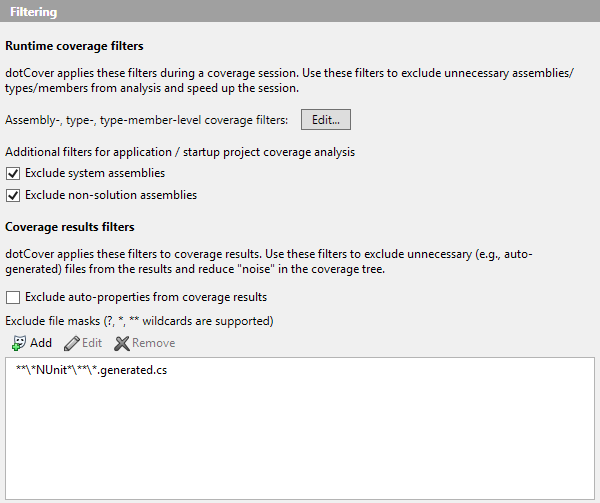 Filtering
Runtime coverage filters
dotCover applies these filters during a coverage session. Use these filters to exclude unnecessary assemblies/
types/members from analysis and speed up the session.
Assembly-, type-, type-member-level coverage filters: Edit...
Additional filters for application / startup project coverage analysis
Exclude system assemblies
Exclude non-solution assemblies
Coverage results filters
dotCover applies these filters to coverage results. Use these filters to exclude unnecessary (e.g., auto-
generated) files from the results and reduce "noise" in the coverage tree.
Exclude auto-properties from coverage results
Exclude file masks (?, *, ** wildcards are supported)
Add Edit Remove
**\*NUnit*\**\*.generated.cs